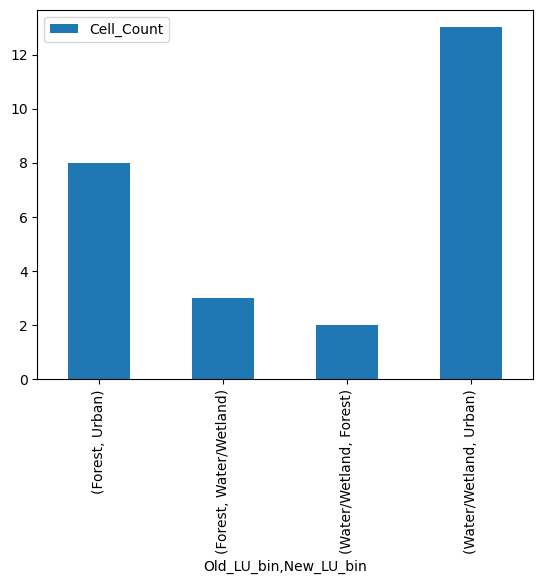 Cell_Count
12
10
8
6
4
2
0
(Forest, Urban)
(Forest, Water/Wetland)
(Water/Wetland, Forest)
(Water/Wetland, Urban)
Old_LU_bin,New_LU_bin